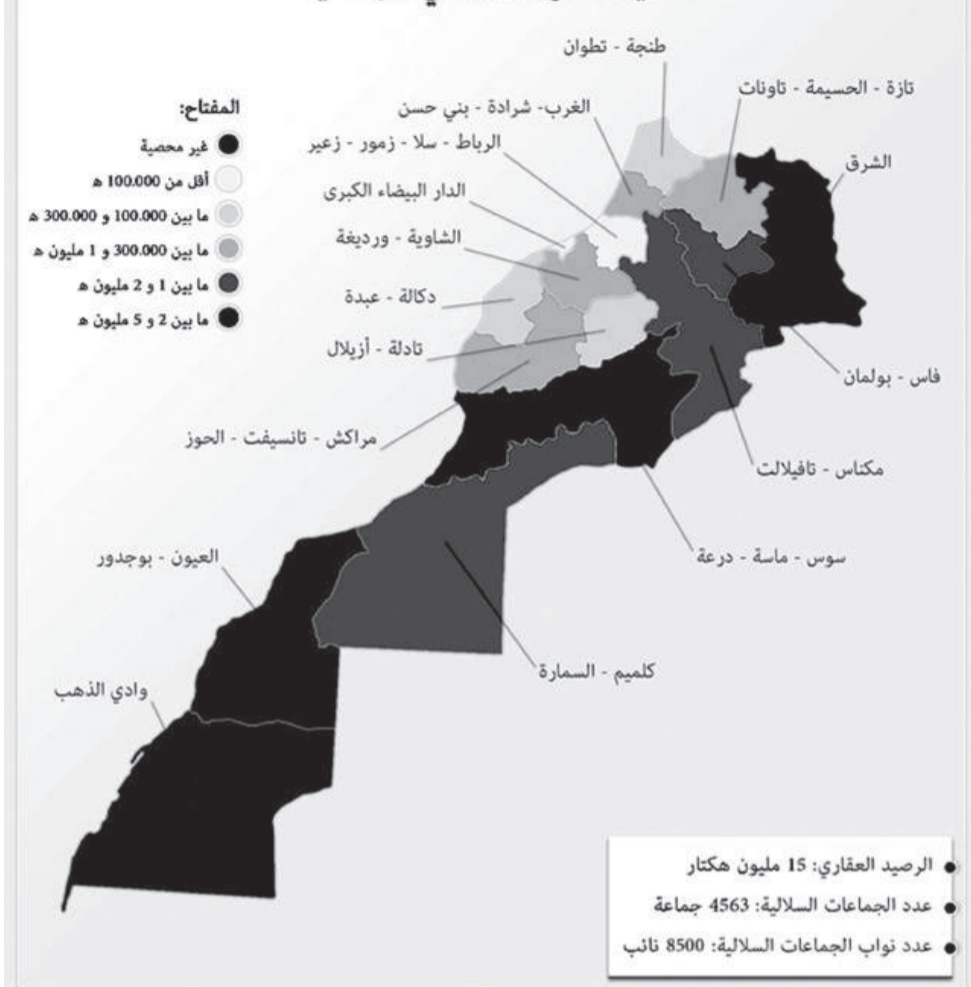 طنجة - تطوان
تازة - الحسيمة - تاونات
الغرب- شرادة - بني حسن
الرباط - سلا - زمور - زعير
الشرق
الدار البيضاء الكبرى
الشاوية - ورديغة
دكالة - عبدة
تادلة - أزيلال
فاس - بولمان
مراكش - تانسيفت - الحوز
مكناس - تافيلالت
سوس - ماسة - درعة
العيون - بوجدور
كلميم - السمارة
وادي الذهب
المفتاح:
غير محصية
أقل من 100.000 ه
ما بين 100.000 و 300.000 ه
ما بين 300.000 و 1 مليون ه
ما بين 1 و 2 مليون ه
ما بين 2 و 5 مليون ه
الرصيد العقاري: 15 مليون هكتار
عدد الجماعات السلالية: 4563 جماعة
عدد نواب الجماعات السلالية: 8500 نائب